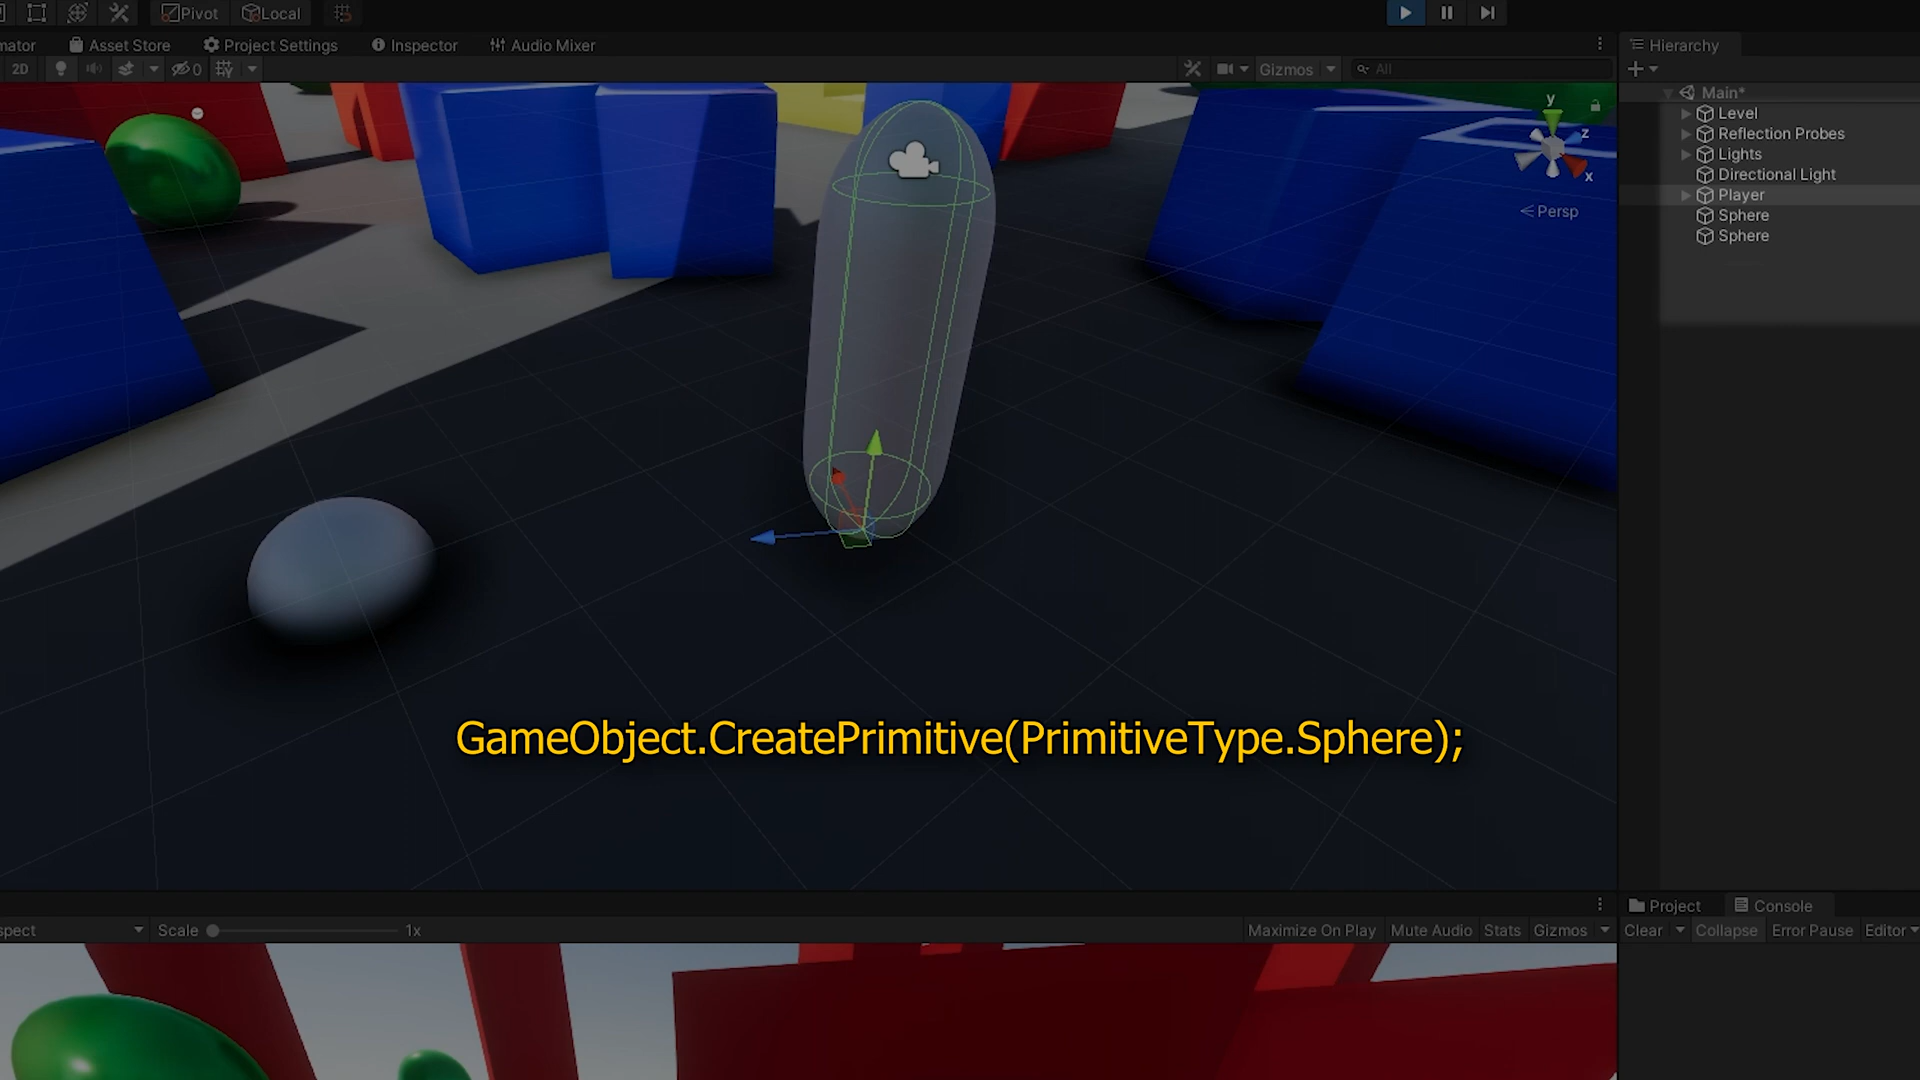 Pivot Local
mator Asset Store Project Settings Inspector Audio Mixer
Hierarchy
2D 0 Gizmos All
Main*
Level
Reflection Probes
Lights
Directional Light
Player
Sphere
Sphere
y
z
x
Persp
GameObject.CreatePrimitive(PrimitiveType.Sphere);
Project Console
spect Scale 1x Maximize On Play Mute Audio Stats Gizmos
Clear Collapse Error Pause Editor